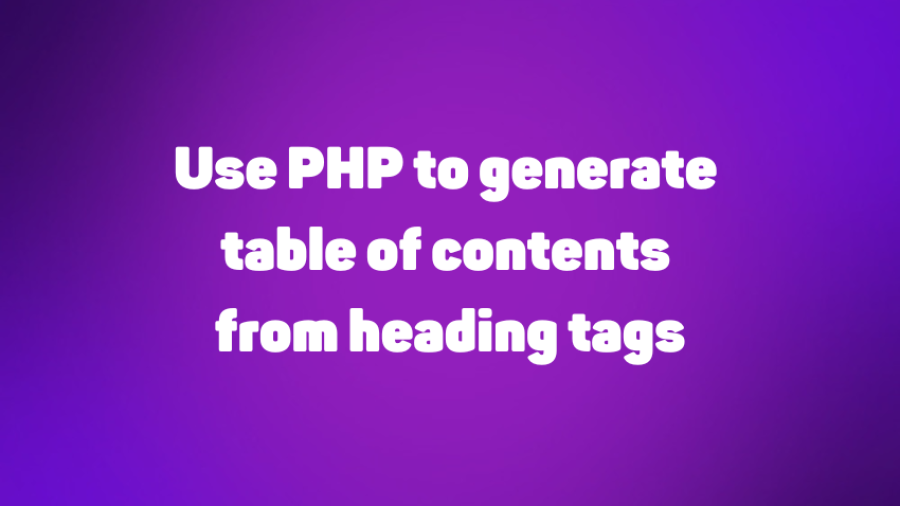 Use PHP to generate
table of contents
from heading tags